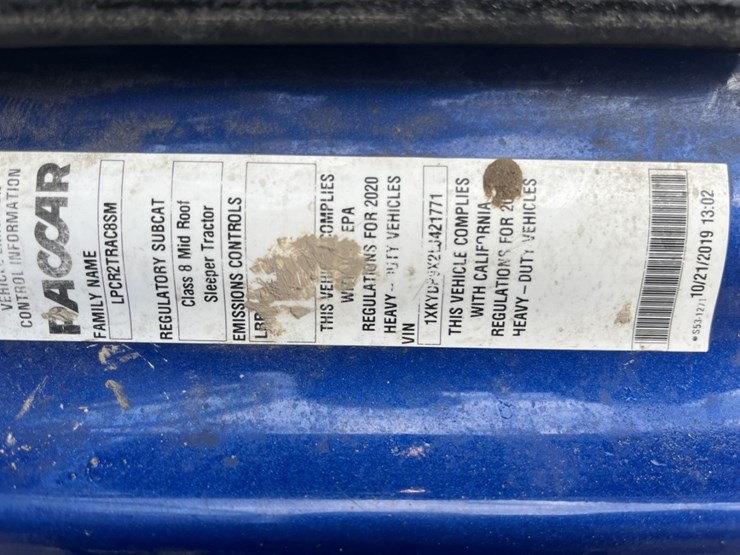 CONTROL INFORMATION
PACCAR
FAMILY NAME
LPCR2TRAC8SM
REGULATORY SUBCAT
Class 8 Mid Roof
Sleeper Tractor
EMISSIONS CONTROLS
THIS COMPLIES
EPA
REGULATIONS FOR 2020
HEAVY - DUTY VEHICLES
VIN
THIS VEHICLE COMPLIES
WITH CALIFORNIA
REGULATIONS FOR
HEAVY - DUTY VEHICLES
10/21/2019 13:02